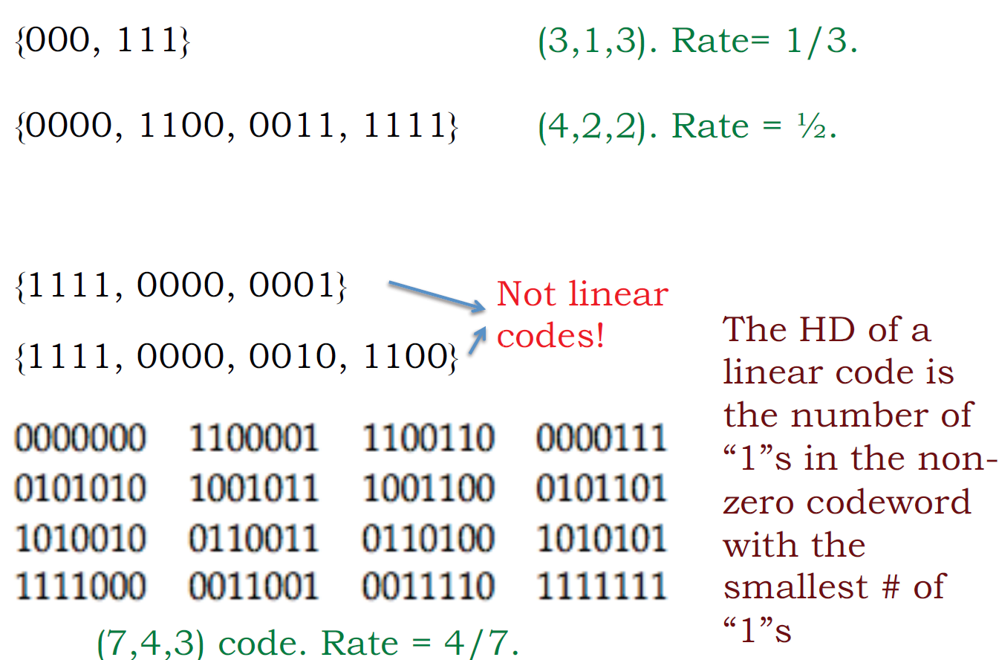 {000, 111} (3,1,3). Rate= 1/3.
{0000, 1100, 0011, 1111} (4,2,2). Rate = ½.
{1111, 0000, 0001}
{1111, 0000, 0010, 1100}
Not linear
codes!
0000000 1100001 1100110 0000111
0101010 1001011 1001100 0101101
1010010 0110011 0110100 1010101
1111000 0011001 0011110 1111111
(7,4,3) code. Rate = 4/7.
The HD of a
linear code is
the number of
“1”s in the non-
zero codeword
with the
smallest # of
“1”s